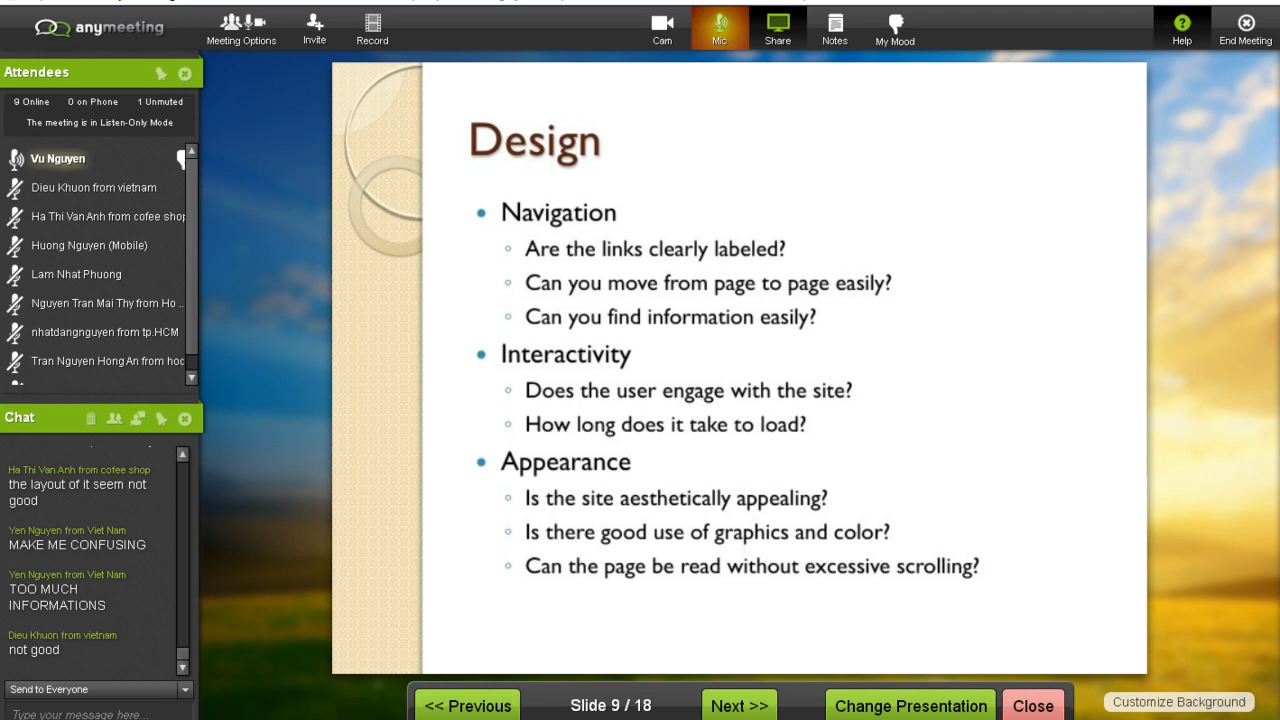 anymeeting
Meeting Options
Invite
Record
Cam
Mic
Share
Notes
My Mood
Help
End Meeting
Attendees
9 Online 0 on Phone 1 Unmuted
The meeting is in Listen-Only Mode
Vu Nguyen
Dieu Khuon from vietnam
Ha Thi Van Anh from cofee shop
Huong Nguyen (Mobile)
Lam Nhat Phuong
Nguyen Tran Mai Thy from Ho ..
nhatdangnguyen from tp.HCM
Tran Nguyen Hong An from hoc
Chat
Ha Thi Van Anh from cofee shop
the layout of it seem not
good
Yen Nguyen from Viet Nam
MAKE ME CONFUSING
Yen Nguyen from Viet Nam
TOO MUCH
INFORMATIONS
Dieu Khuon from vietnam
not good
Send to Everyone
Type your message here...
Design
• Navigation
◦ Are the links clearly labeled?
◦ Can you move from page to page easily?
◦ Can you find information easily?
• Interactivity
◦ Does the user engage with the site?
◦ How long does it take to load?
• Appearance
◦ Is the site aesthetically appealing?
◦ Is there good use of graphics and color?
◦ Can the page be read without excessive scrolling?
<< Previous
Slide 9 / 18
Next >>
Change Presentation
Close
Customize Background